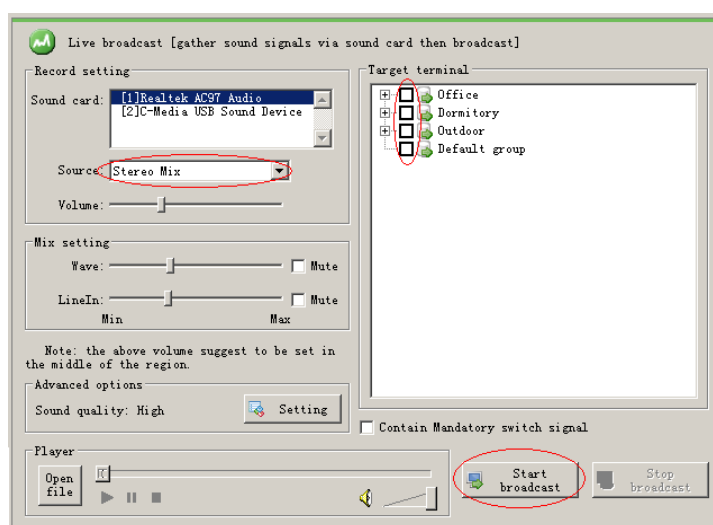 Live broadcast [gather sound signals via sound card then broadcast]
Record setting
Sound card:
[1]Realtek AC97 Audio
[2]C-Media USB Sound Device
Source:
Stereo Mix
Volume:
Mix setting
Wave:
Mute
LineIn:
Mute
Min
Max
Note: the above volume suggest to be set in
the middle of the region.
Advanced options
Sound quality: High
Setting
Target terminal
Office
Dormitory
Outdoor
Default group
Contain Mandatory switch signal
Player
Open
file
Start
broadcast
Stop
broadcast